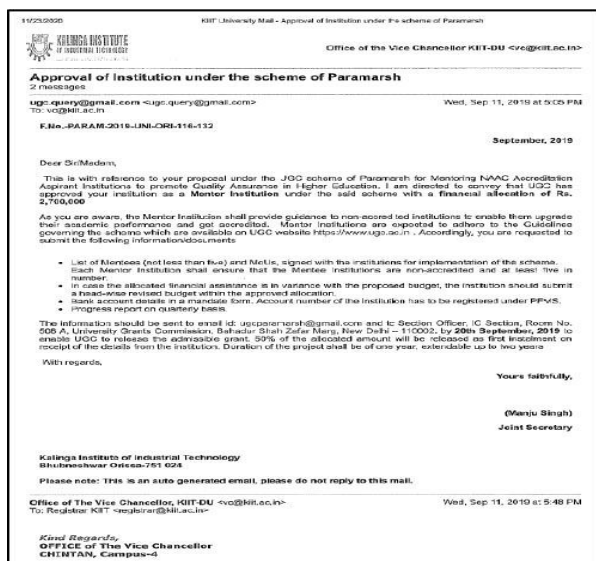 11/23/2020 KIIT University Mail - Approval of Institution under the scheme of Paramarsh
KALINGA INSTITUTE
OF INDUSTRIAL TECHNOLOGY
Office of the Vice Chancellor KIIT-DU <vc@kiit.ac.in>
Approval of Institution under the scheme of Paramarsh
2 messages
ugc.query@gmail.com <ugc.query@gmail.com> Wed, Sep 11, 2019 at 5:05 PM
To: vc@kiit.ac.in
F.No.-PARAM-2019-UNI-ORI-116-132
September, 2019
Dear Sir/Madam,
This is with reference to your proposal under the UGC scheme of Paramarsh for Mentoring NAAC Accreditation
Aspirant Institutions to promote Quality Assurance in Higher Education. I am directed to convey that UGC has
approved your institution as a Mentor Institution under the said scheme with a financial allocation of Rs.
2,700,000
As you are aware, the Mentor Institution shall provide guidance to non-accredited institutions to enable them upgrade
their academic performance and get accredited. Mentor Institutions are expected to adhere to the Guidelines
governing the scheme which are available on UGC website https://www.ugc.ac.in . Accordingly, you are requested to
submit the following information/documents
• List of Mentees (not less than five) and MoUs, signed with the institutions for implementation of the scheme.
Each Mentor Institution shall ensure that the Mentee Institutions are non-accredited and at least five in
number.
• In case the allocated financial assistance is in variance with the proposed budget, the institution should submit
a head-wise revised budget within the approved allocation.
• Bank account details in a mandate form. Account number of the Institution has to be registered under PFMS.
• Progress report on quarterly basis.
The information should be sent to email id: ugcparamarsh@gmail.com and to Section Officer, IC Section, Room No.
508 A, University Grants Commission, Bahadur Shah Zafar Marg, New Delhi – 110002, by 20th September, 2019 to
enable UGC to release the admissible grant. 50% of the allocated amount will be released as first instalment on
receipt of the details from the institution. Duration of the project shall be of one year, extendable up to two years
With regards,
Yours faithfully,
(Manju Singh)
Joint Secretary
Kalinga Institute of Industrial Technology
Bhubneshwar Orissa-751 024
Please note: This is an auto generated email, please do not reply to this mail.
Office of The Vice Chancellor, KIIT-DU <vc@kiit.ac.in> Wed, Sep 11, 2019 at 5:48 PM
To: Registrar KIIT <registrar@kiit.ac.in>
Kind Regards,
OFFICE of The Vice Chancellor
CHINTAN, Campus-4